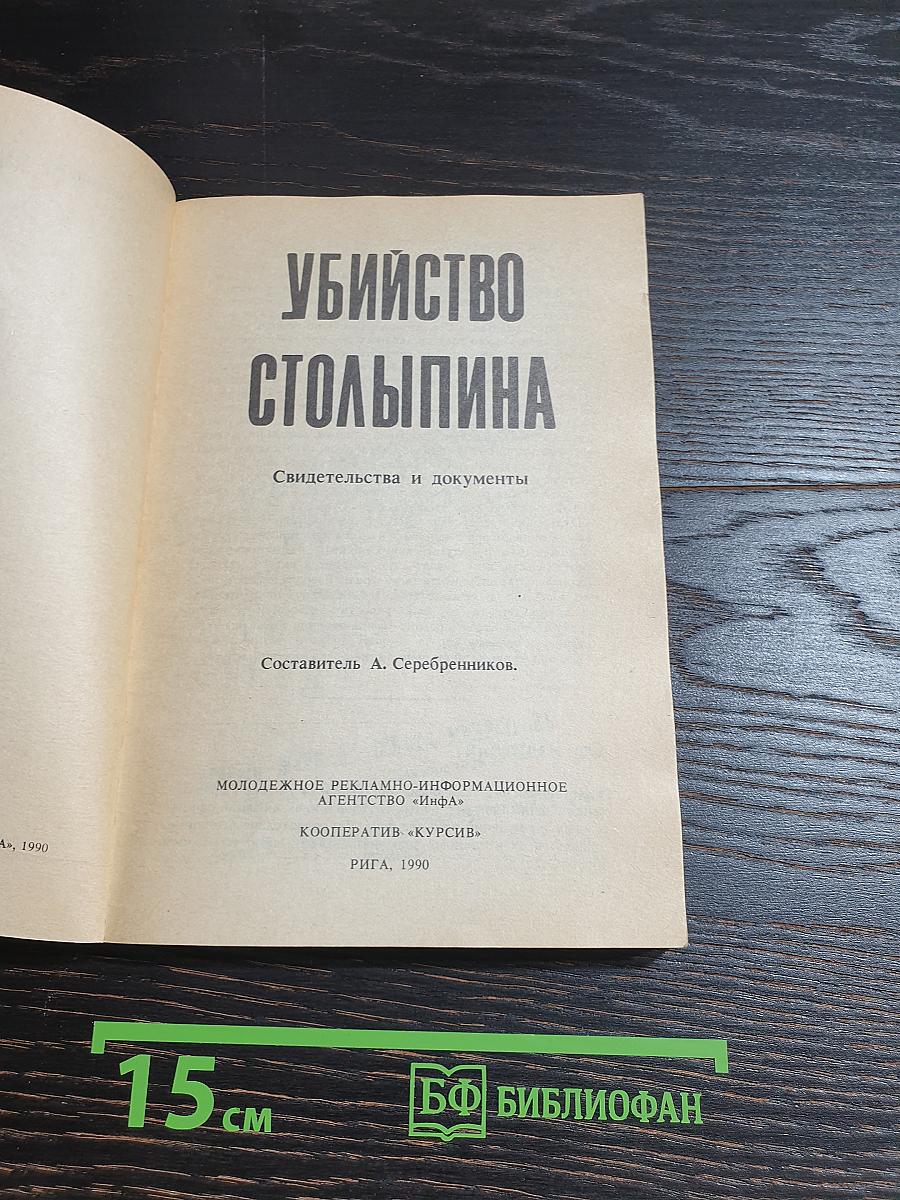 УБИЙСТВО
СТОЛЫПИНА
Свидетельства и документы
Составитель А. Серебренников.
МОЛОДЕЖНОЕ РЕКЛАМНО-ИНФОРМАЦИОННОЕ
АГЕНТСТВО «ИнфА»
КООПЕРАТИВ «КУРСИВ»
РИГА, 1990
А», 1990
15 см
БФ БИБЛИОФАН